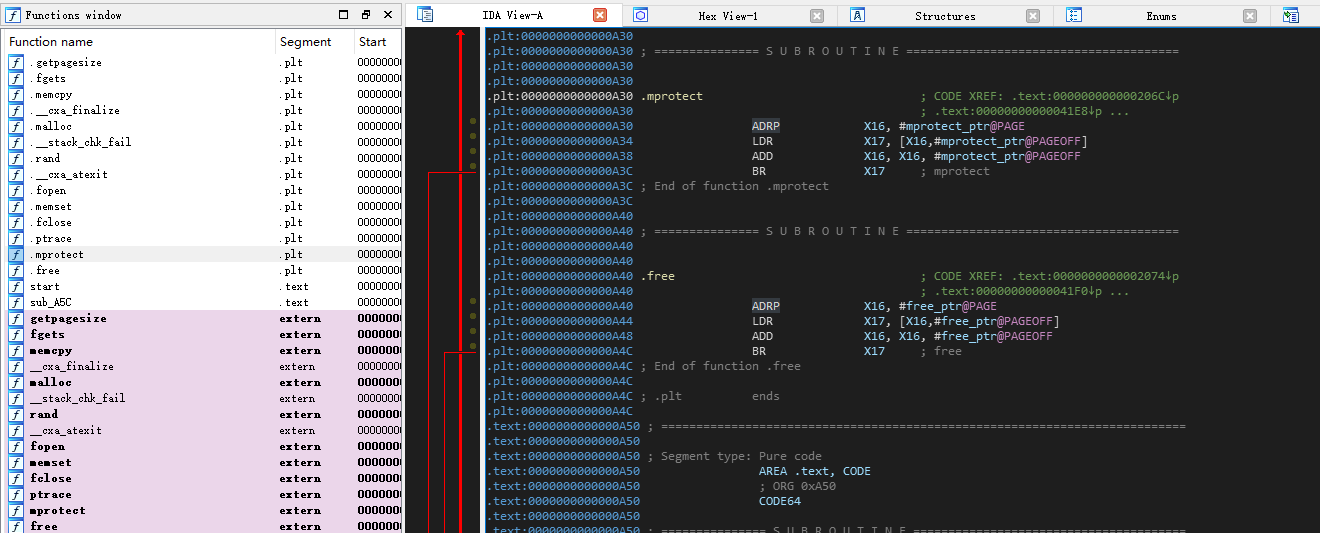 Functions window
Function name Segment Start
.getpagesize .plt 00000000
.fgets .plt 00000000
.memcpy .plt 00000000
.__cxa_finalize .plt 00000000
.malloc .plt 00000000
.__stack_chk_fail .plt 00000000
.rand .plt 00000000
.__cxa_atexit .plt 00000000
.fopen .plt 00000000
.memset .plt 00000000
.fclose .plt 00000000
.ptrace .plt 00000000
.mprotect .plt 00000000
.free .plt 00000000
start .text 00000000
sub_A5C .text 00000000
getpagesize extern 00000000
fgets extern 00000000
memcpy extern 00000000
__cxa_finalize extern 00000000
malloc extern 00000000
__stack_chk_fail extern 00000000
rand extern 00000000
__cxa_atexit extern 00000000
fopen extern 00000000
memset extern 00000000
fclose extern 00000000
ptrace extern 00000000
mprotect extern 00000000
free extern 00000000
IDA View-A Hex View-1 Structures Enums
.plt:0000000000000A30
.plt:0000000000000A30 ; =============== S U B R O U T I N E =======================================
.plt:0000000000000A30
.plt:0000000000000A30
.plt:0000000000000A30 .mprotect ; CODE XREF: .text:000000000000206C↓p
.plt:0000000000000A30 ; .text:00000000000041E8↓p ...
.plt:0000000000000A30 ADRP X16, #mprotect_ptr@PAGE
.plt:0000000000000A34 LDR X17, [X16,#mprotect_ptr@PAGEOFF]
.plt:0000000000000A38 ADD X16, X16, #mprotect_ptr@PAGEOFF
.plt:0000000000000A3C BR X17 ; mprotect
.plt:0000000000000A3C ; End of function .mprotect
.plt:0000000000000A3C
.plt:0000000000000A40
.plt:0000000000000A40 ; =============== S U B R O U T I N E =======================================
.plt:0000000000000A40
.plt:0000000000000A40
.plt:0000000000000A40 .free ; CODE XREF: .text:0000000000002074↓p
.plt:0000000000000A40 ; .text:00000000000041F0↓p ...
.plt:0000000000000A40 ADRP X16, #free_ptr@PAGE
.plt:0000000000000A44 LDR X17, [X16,#free_ptr@PAGEOFF]
.plt:0000000000000A48 ADD X16, X16, #free_ptr@PAGEOFF
.plt:0000000000000A4C BR X17 ; free
.plt:0000000000000A4C ; End of function .free
.plt:0000000000000A4C
.plt:0000000000000A4C ; .plt ends
.plt:0000000000000A4C
.text:0000000000000A50 ; ===========================================================================
.text:0000000000000A50
.text:0000000000000A50 ; Segment type: Pure code
.text:0000000000000A50 AREA .text, CODE
.text:0000000000000A50 ; ORG 0xA50
.text:0000000000000A50 CODE64
.text:0000000000000A50
.text:0000000000000A50 ; =============== S U B R O U T I N E =======================================